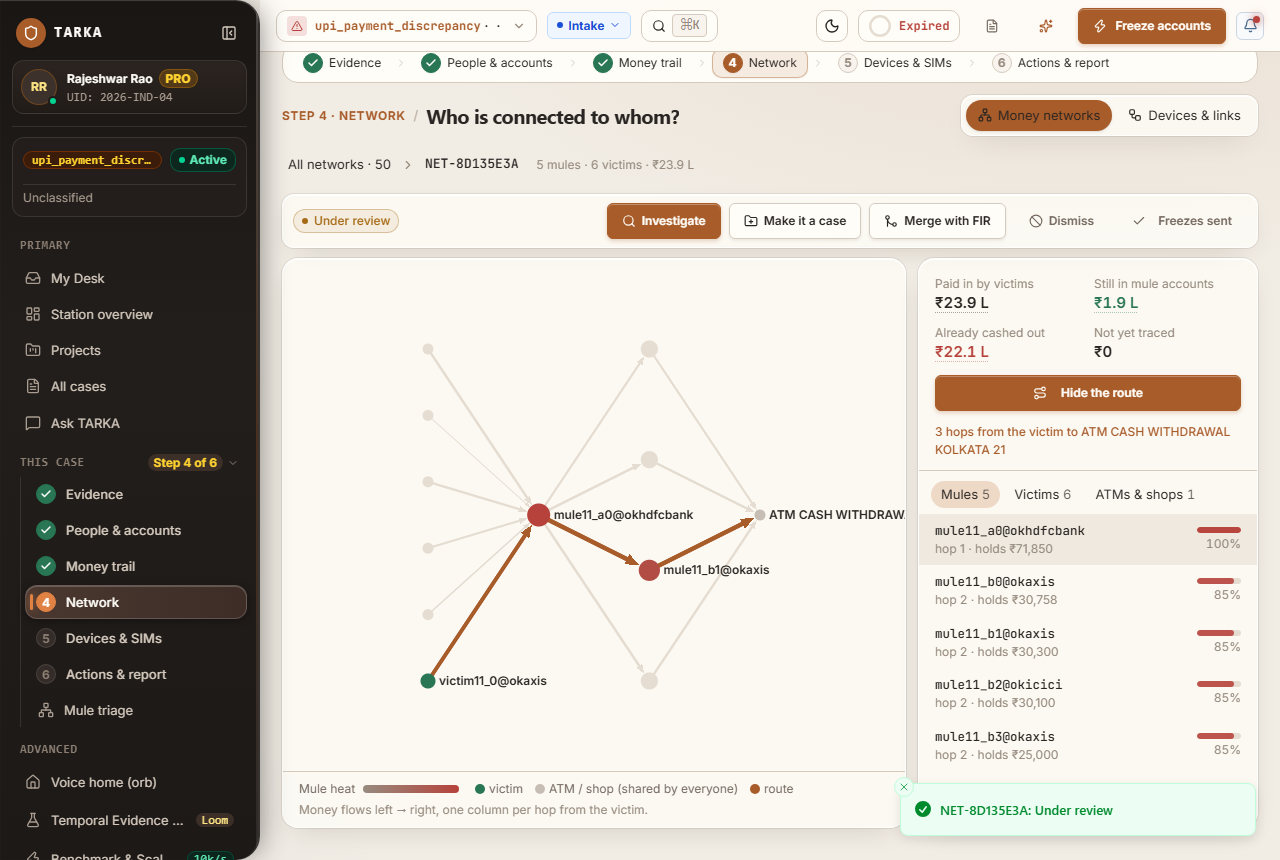 TARKA
RR
Rajeshwar Rao PRO
UID: 2026-IND-04
upi_payment_discr… Active
Unclassified
PRIMARY
My Desk
Station overview
Projects
All cases
Ask TARKA
THIS CASE Step 4 of 6
Evidence
People & accounts
Money trail
4 Network
5 Devices & SIMs
6 Actions & report
Mule triage
ADVANCED
Voice home (orb)
Temporal Evidence ... Loom
Benchmark & Scal... 10k/s
upi_payment_discrepancy · · Intake ⌘K Expired Freeze accounts
Evidence People & accounts Money trail 4 Network 5 Devices & SIMs 6 Actions & report
STEP 4 · NETWORK / Who is connected to whom? Money networks Devices & links
All networks · 50 > NET-8D135E3A 5 mules · 6 victims · ₹23.9 L
Under review Investigate Make it a case Merge with FIR Dismiss Freezes sent
mule11_a0@okhdfcbank
ATM CASH WITHDRAW
mule11_b1@okaxis
victim11_0@okaxis
Mule heat victim ATM / shop (shared by everyone) route
Money flows left → right, one column per hop from the victim.
Paid in by victims Still in mule accounts
₹23.9 L ₹1.9 L
Already cashed out Not yet traced
₹22.1 L ₹0
Hide the route
3 hops from the victim to ATM CASH WITHDRAWAL
KOLKATA 21
Mules 5 Victims 6 ATMs & shops 1
mule11_a0@okhdfcbank
hop 1 · holds ₹71,850 100%
mule11_b0@okaxis
hop 2 · holds ₹30,758 85%
mule11_b1@okaxis
hop 2 · holds ₹30,300 85%
mule11_b2@okicici
hop 2 · holds ₹30,100 85%
mule11_b3@okaxis
hop 2 · holds ₹25,000 85%
NET-8D135E3A: Under review